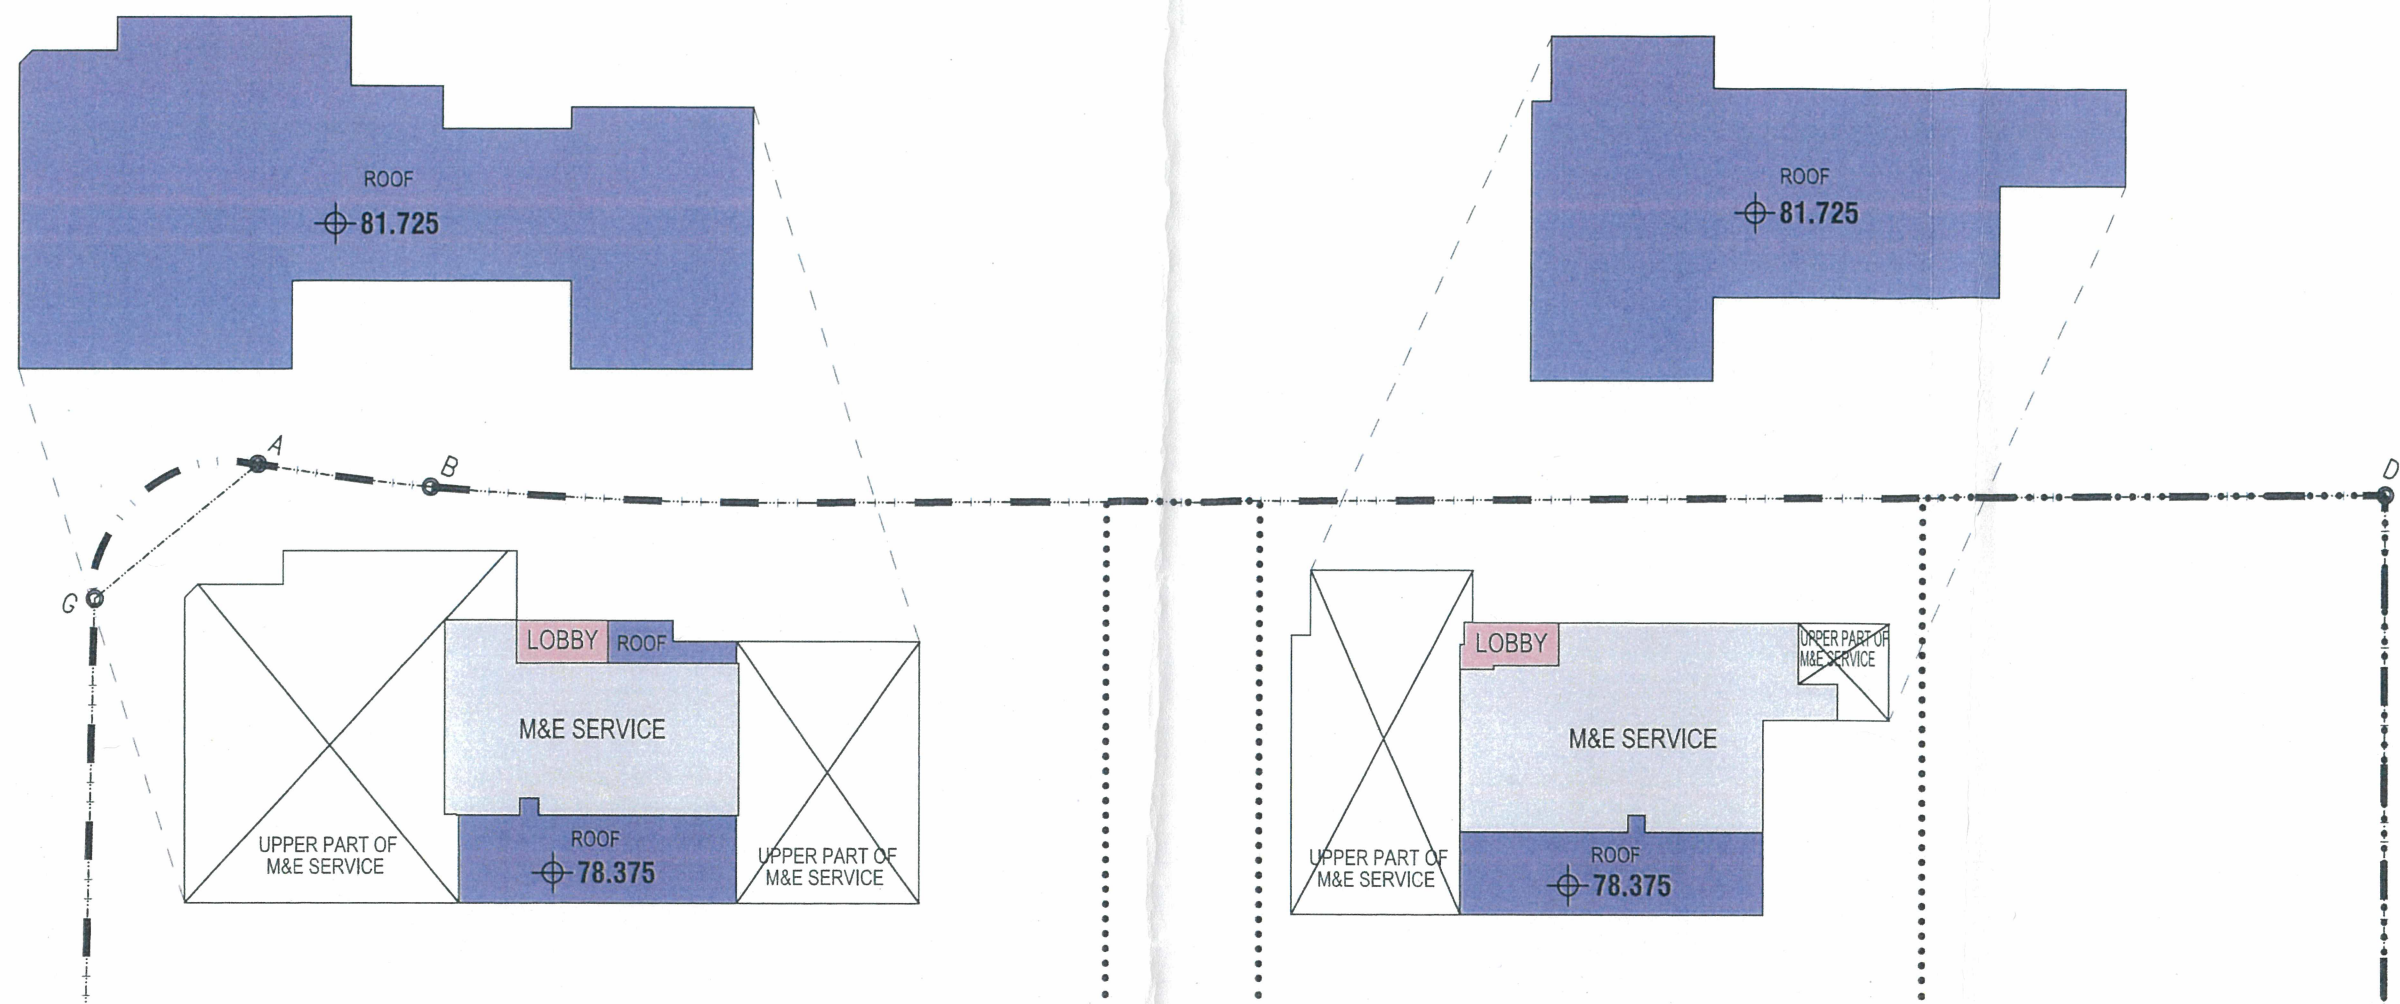 ROOF
81.725
ROOF
81.725
A
B
D
G
LOBBY
ROOF
M&E SERVICE
UPPER PART OF
M&E SERVICE
ROOF
78.375
UPPER PART OF
M&E SERVICE
LOBBY
UPPER PART OF
M&E SERVICE
M&E SERVICE
UPPER PART OF
M&E SERVICE
ROOF
78.375